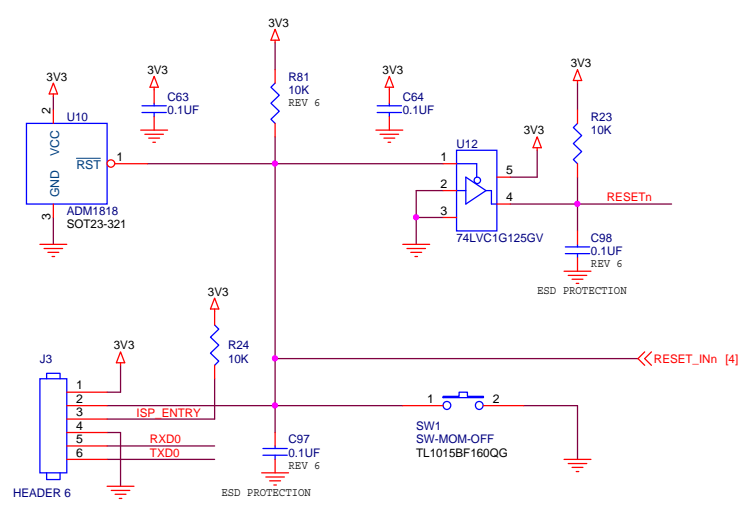 3V3
3V3
3V3
3V3
3V3
R81
10K
REV 6
C63
0.1UF
C64
0.1UF
R23
10K
U10
2
VCC
RST
1
GND
3
ADM1818
SOT23-321
U12
3V3
1
2
3
5
4
74LVC1G125GV
RESETn
C98
0.1UF
REV 6
ESD PROTECTION
3V3
R24
10K
3V3
J3
1
2
3
4
5
6
ISP_ENTRY
RXD0
TXD0
HEADER 6
RESET_INn [4]
1
2
SW1
SW-MOM-OFF
TL1015BF160QG
C97
0.1UF
REV 6
ESD PROTECTION